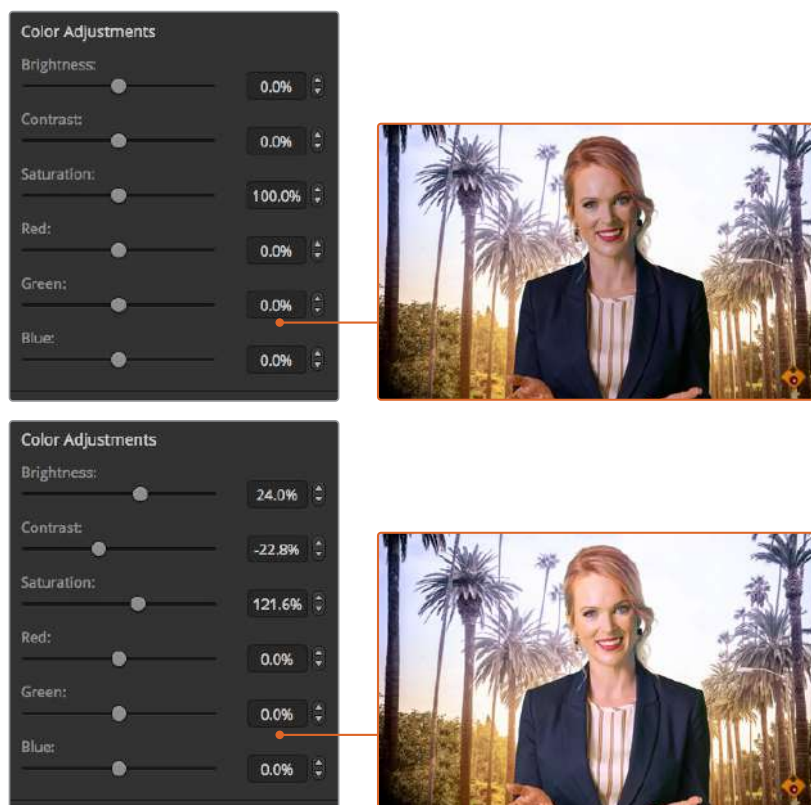 Color Adjustments
Brightness:
0.0%
Contrast:
0.0%
Saturation:
100.0%
Red:
0.0%
Green:
0.0%
Blue:
0.0%
Color Adjustments
Brightness:
24.0%
Contrast:
-22.8%
Saturation:
121.6%
Red:
0.0%
Green:
0.0%
Blue:
0.0%